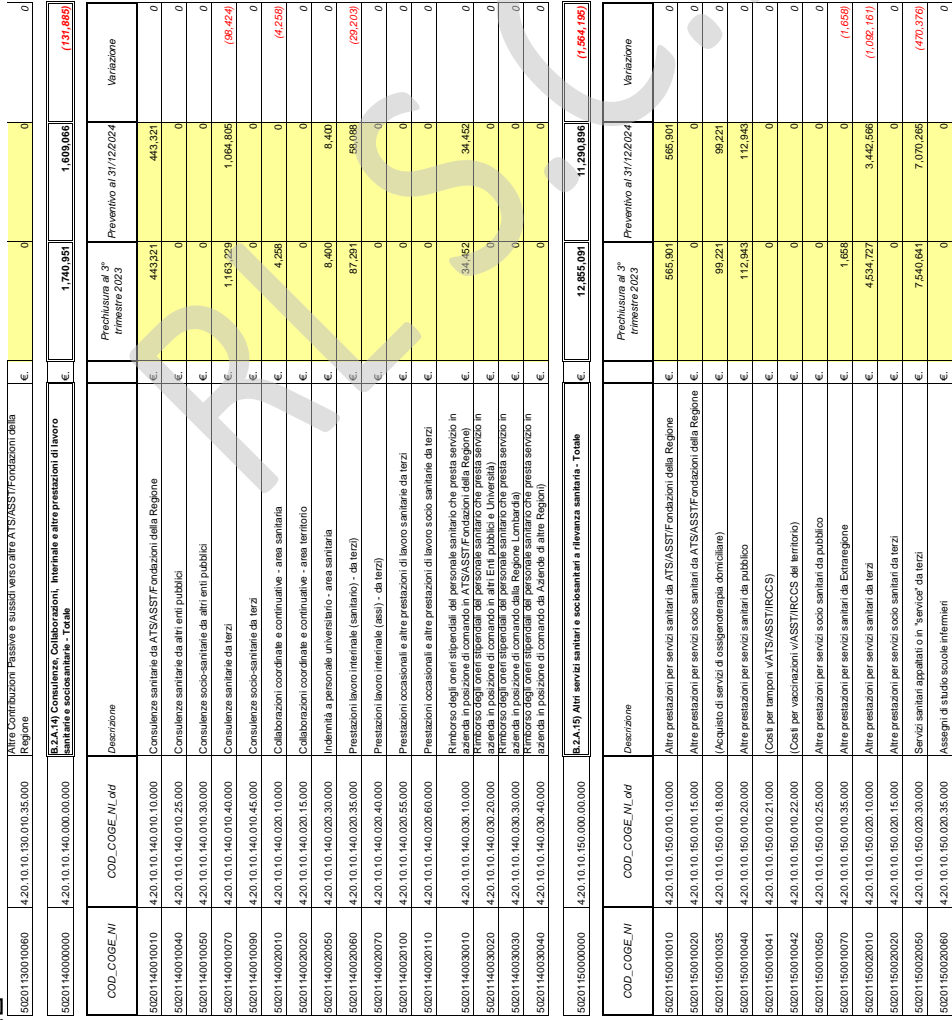 50201130010060 4.20.10.10.130.010.35.000 Altre Contribuzioni Passive e sussidi verso altre ATS/ASST/Fondazioni della
Regione 0 0 0
50201140000000 4.20.10.10.140.000.00.000 B.2.A.14) Consulenze, Collaborazioni, Interinale e altre prestazioni di lavoro
sanitarie e sociosanitarie - Totale €. 1,740,951 1,609,066 (131,885)
COD_COGE_NI COD_COGE_NI_old Descrizione Prechiusura al 3°
trimestre 2023 Preventivo al 31/12/2024 Variazione
50201140010010 4.20.10.10.140.010.10.000 Consulenze sanitarie da ATS/ASST/Fondazioni della Regione €. 443,321 443,321 0
50201140010040 4.20.10.10.140.010.25.000 Consulenze sanitarie da altri enti pubblici €. 0 0 0
50201140010050 4.20.10.10.140.010.30.000 Consulenze socio-sanitarie da altri enti pubblici €. 0 0 0
50201140010070 4.20.10.10.140.010.40.000 Consulenze sanitarie da terzi €. 1,163,229 1,064,805 (98,424)
50201140010090 4.20.10.10.140.010.45.000 Consulenze socio-sanitarie da terzi €. 0 0 0
50201140020010 4.20.10.10.140.020.10.000 Collaborazioni coordinate e continuative - area sanitaria €. 4,258 0 (4,258)
50201140020020 4.20.10.10.140.020.15.000 Collaborazioni coordinate e continuative - area territorio €. 0 0 0
50201140020050 4.20.10.10.140.020.30.000 Indennità a personale universitario - area sanitaria €. 8,400 8,400 0
50201140020060 4.20.10.10.140.020.35.000 Prestazioni lavoro interinale (sanitario) - da terzi) €. 87,291 58,088 (29,203)
50201140020070 4.20.10.10.140.020.40.000 Prestazioni lavoro interinale (assi) - da terzi) €. 0 0 0
50201140020100 4.20.10.10.140.020.55.000 Prestazioni occasionali e altre prestazioni di lavoro sanitarie da terzi €. 0 0 0
50201140020110 4.20.10.10.140.020.60.000 Prestazioni occasionali e altre prestazioni di lavoro socio sanitarie da terzi €. 0 0 0
50201140030010 4.20.10.10.140.030.10.000 Rimborso degli oneri stipendiali del personale sanitario che presta servizio in
azienda in posizione di comando in ATS/ASST/Fondazioni della Regione) €. 34,452 34,452 0
50201140030020 4.20.10.10.140.030.20.000 Rimborso degli oneri stipendiali del personale sanitario che presta servizio in
azienda in posizione di comando in altri Enti pubblici e Università) €. 0 0 0
50201140030030 4.20.10.10.140.030.30.000 Rimborso degli oneri stipendiali del personale sanitario che presta servizio in
azienda in posizione di comando dalla Regione Lombardia) €. 0 0 0
50201140030040 4.20.10.10.140.030.40.000 Rimborso degli oneri stipendiali del personale sanitario che presta servizio in
azienda in posizione di comando da Aziende di altre Regioni) €. 0 0 0
50201150000000 4.20.10.10.150.000.00.000 B.2.A.15) Altri servizi sanitari e sociosanitari a rilevanza sanitaria - Totale €. 12,855,091 11,290,896 (1,564,195)
COD_COGE_NI COD_COGE_NI_old Descrizione Prechiusura al 3°
trimestre 2023 Preventivo al 31/12/2024 Variazione
50201150010010 4.20.10.10.150.010.10.000 Altre prestazioni per servizi sanitari da ATS/ASST/Fondazioni della Regione €. 565,901 565,901 0
50201150010020 4.20.10.10.150.010.15.000 Altre prestazioni per servizi socio sanitari da ATS/ASST/Fondazioni della Regione €. 0 0 0
50201150010035 4.20.10.10.150.010.18.000 (Acquisto di servizi di ossigenoterapia domiciliare) €. 99,221 99,221 0
50201150010040 4.20.10.10.150.010.20.000 Altre prestazioni per servizi sanitari da pubblico €. 112,943 112,943 0
50201150010041 4.20.10.10.150.010.21.000 (Costi per tamponi v/ATS/ASST/IRCCS) €. 0
50201150010042 4.20.10.10.150.010.22.000 (Costi per vaccinazioni v/ASST/IRCCS del territorio) €. 0
50201150010050 4.20.10.10.150.010.25.000 Altre prestazioni per servizi socio sanitari da pubblico €. 0 0 0
50201150010070 4.20.10.10.150.010.35.000 Altre prestazioni per servizi sanitari da Extraregione €. 1,658 0 (1,658)
50201150020010 4.20.10.10.150.020.10.000 Altre prestazioni per servizi sanitari da terzi €. 4,534,727 3,442,566 (1,092,161)
50201150020020 4.20.10.10.150.020.15.000 Altre prestazioni per servizi socio sanitari da terzi €. 0 0 0
50201150020050 4.20.10.10.150.020.30.000 Servizi sanitari appaltati o in "service" da terzi €. 7,540,641 7,070,265 (470,376)
50201150020060 4.20.10.10.150.020.35.000 Assegni di studio scuole infermieri €. 0 0 0
RL s.c.